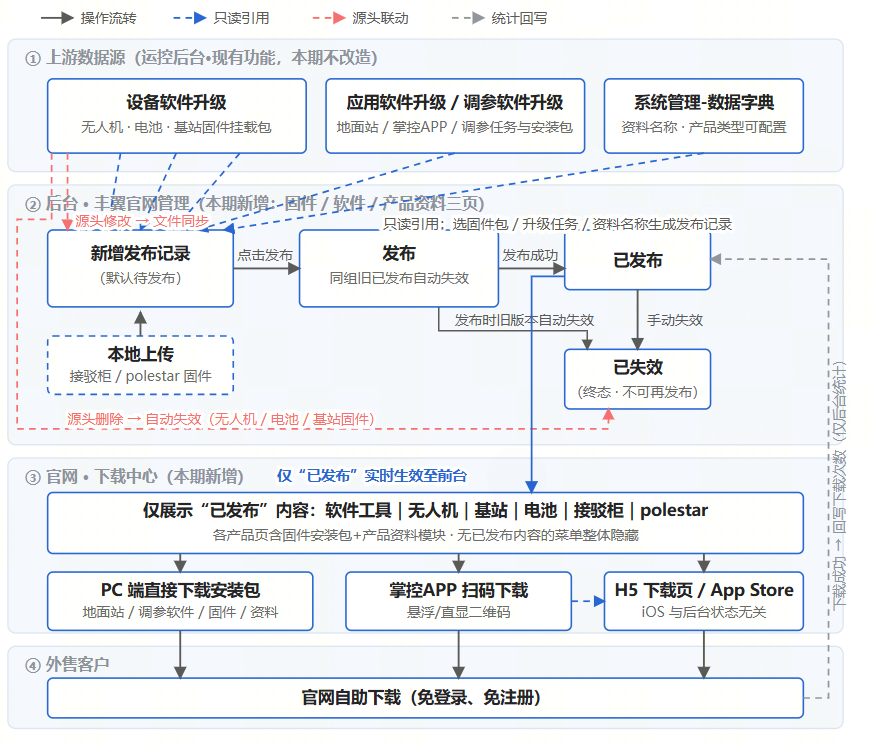 操作流转
只读引用
源头联动
统计回写
① 上游数据源（运控后台•现有功能，本期不改造）
设备软件升级
无人机 · 电池 · 基站固件挂载包
应用软件升级 / 调参软件升级
地面站 / 掌控APP / 调参任务与安装包
系统管理-数据字典
资料名称 · 产品类型可配置
② 后台 • 丰翼官网管理（本期新增：固件 / 软件 / 产品资料三页）
源头修改 → 文件同步
只读引用：选固件包 / 升级任务 / 资料名称生成发布记录
新增发布记录
（默认待发布）
点击发布
发布
同组旧已发布自动失效
发布成功
已发布
发布时旧版本自动失效
手动失效
本地上传
接驳柜 / polestar 固件
已失效
（终态 · 不可再发布）
源头删除 → 自动失效（无人机 / 电池 / 基站固件）
下载成功 → 回写下载次数（仅后台统计）
③ 官网 • 下载中心（本期新增）
仅“已发布”实时生效至前台
仅展示“已发布”内容：软件工具 | 无人机 | 基站 | 电池 | 接驳柜 | polestar
各产品页含固件安装包+产品资料模块 · 无已发布内容的菜单整体隐藏
PC 端直接下载安装包
地面站 / 调参软件 / 固件 / 资料
掌控APP 扫码下载
悬浮/直显二维码
H5 下载页 / App Store
iOS 与后台状态无关
④ 外售客户
官网自助下载（免登录、免注册）